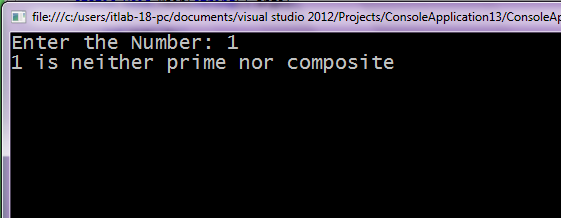 file:///c:/users/itlab-18-pc/documents/visual studio 2012/Projects/ConsoleApplication13/ConsoleAp
Enter the Number: 1
1 is neither prime nor composite